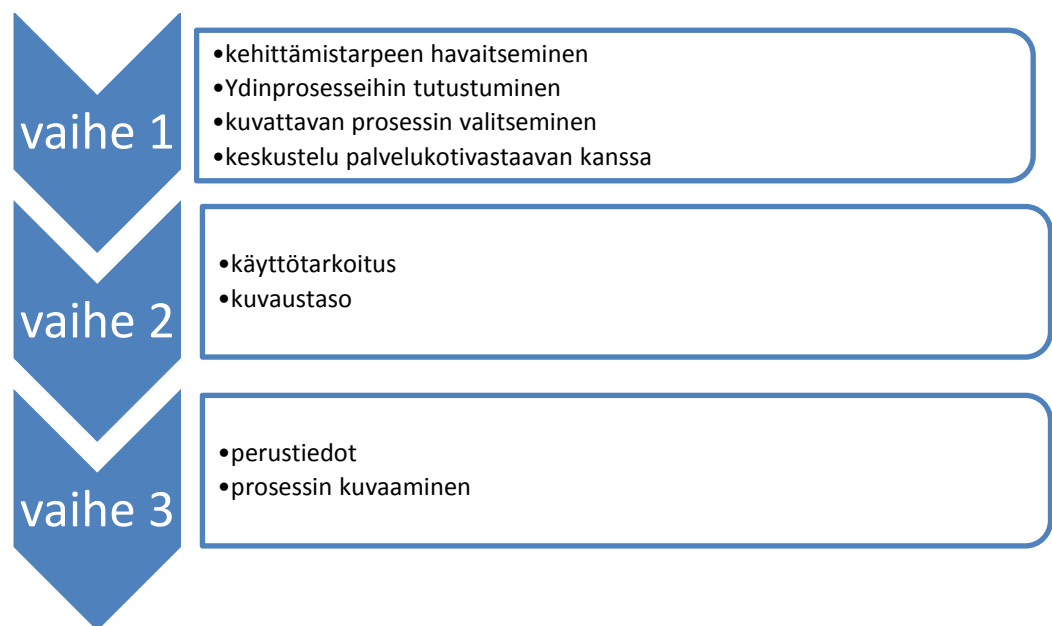 vaihe 1
•kehittämistarpeen havaitseminen
•Ydinprosesseihin tutustuminen
•kuvattavan prosessin valitseminen
•keskustelu palvelukotivastaavan kanssa
vaihe 2
•käyttötarkoitus
•kuvaustaso
vaihe 3
•perustiedot
•prosessin kuvaaminen